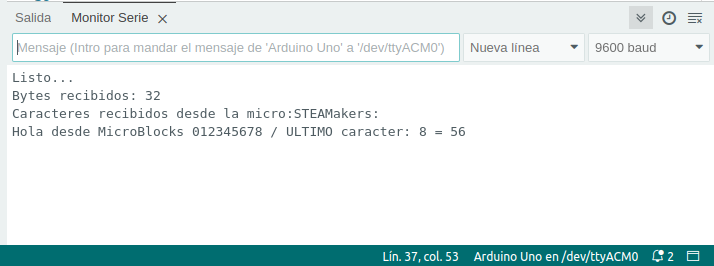 Salida Monitor Serie
Mensaje (Intro para mandar el mensaje de 'Arduino Uno' a '/dev/ttyACM0') Nueva línea 9600 baud
Listo...
Bytes recibidos: 32
Caracteres recibidos desde la micro:STEAMakers:
Hola desde MicroBlocks 012345678 / ULTIMO caracter: 8 = 56
Lín. 37, col. 53 Arduino Uno en /dev/ttyACM0 2